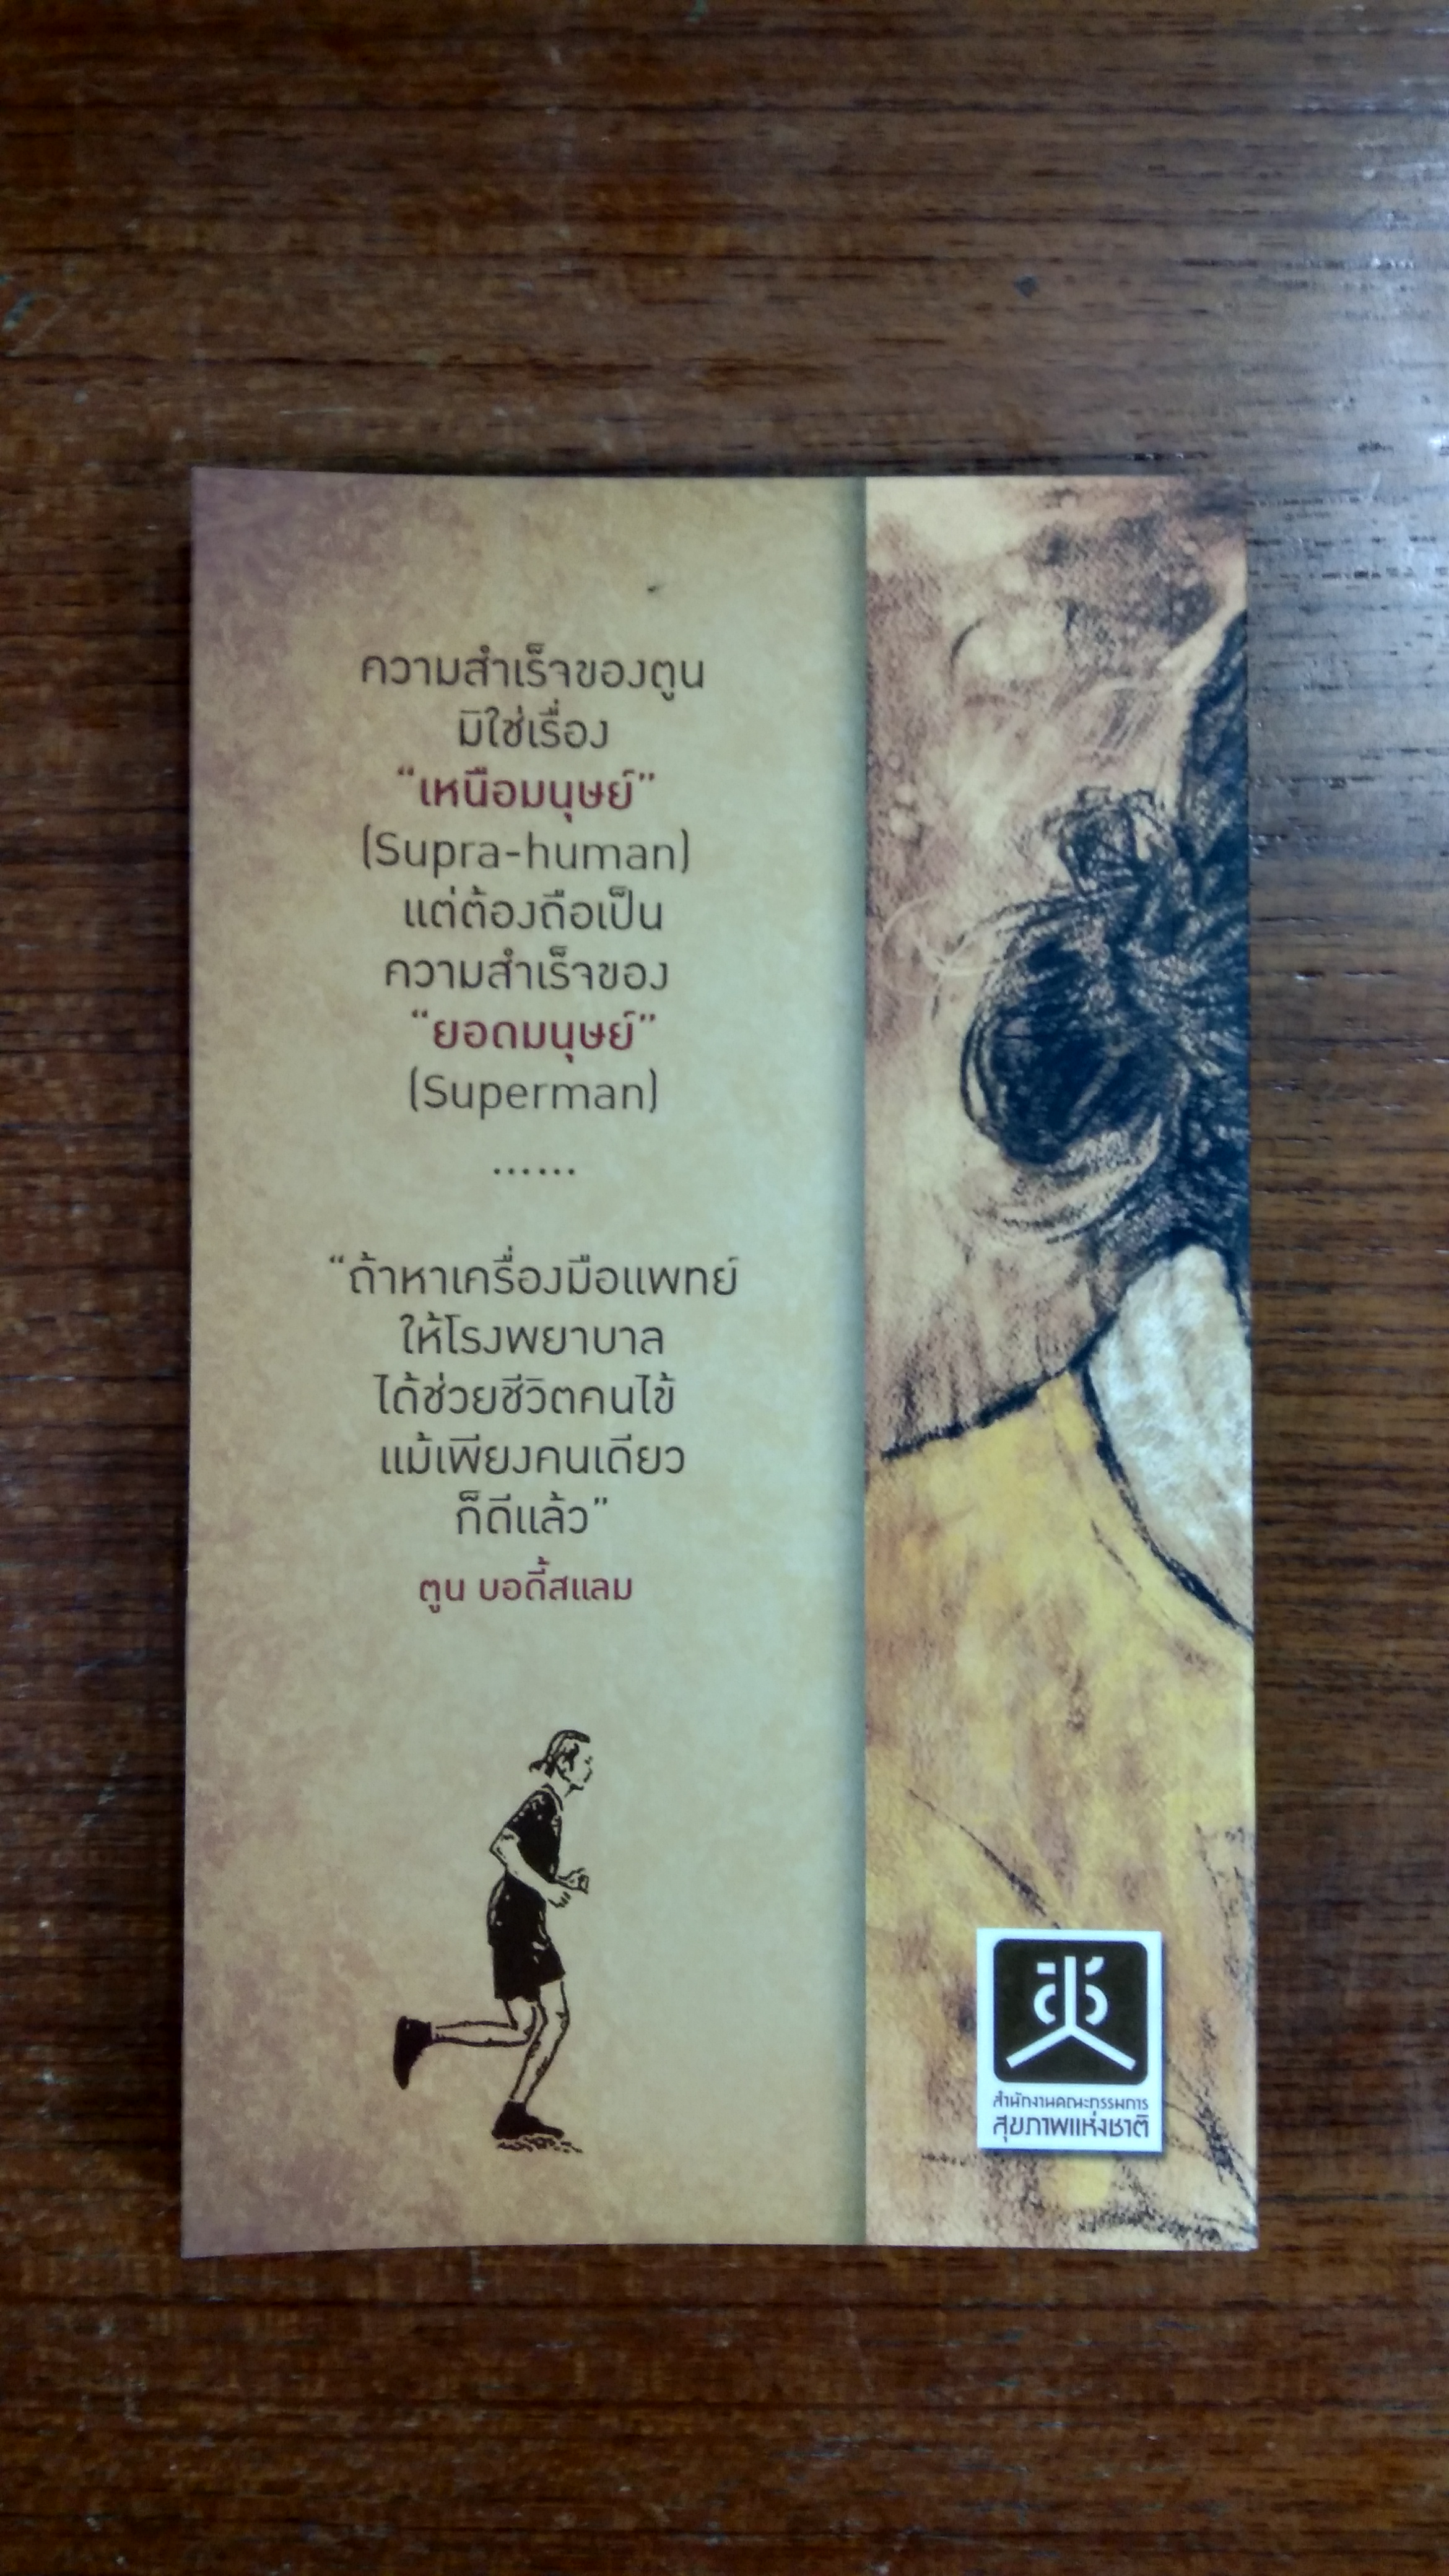 ความสำเร็จของตูน
มิใช่เรื่อง
“เหนือมนุษย์”
(Supra-human)
แต่ต้องถือเป็น
ความสำเร็จของ
“ยอดมนุษย์”
(Superman)
......
“ถ้าหาเครื่องมือแพทย์
ให้โรงพยาบาล
ได้ช่วยชีวิตคนไข้
แม้เพียงคนเดียว
ก็ดีแล้ว”
ตูน บอดี้สแลม
สำนักงานคณะกรรมการ
สุขภาพแห่งชาติ